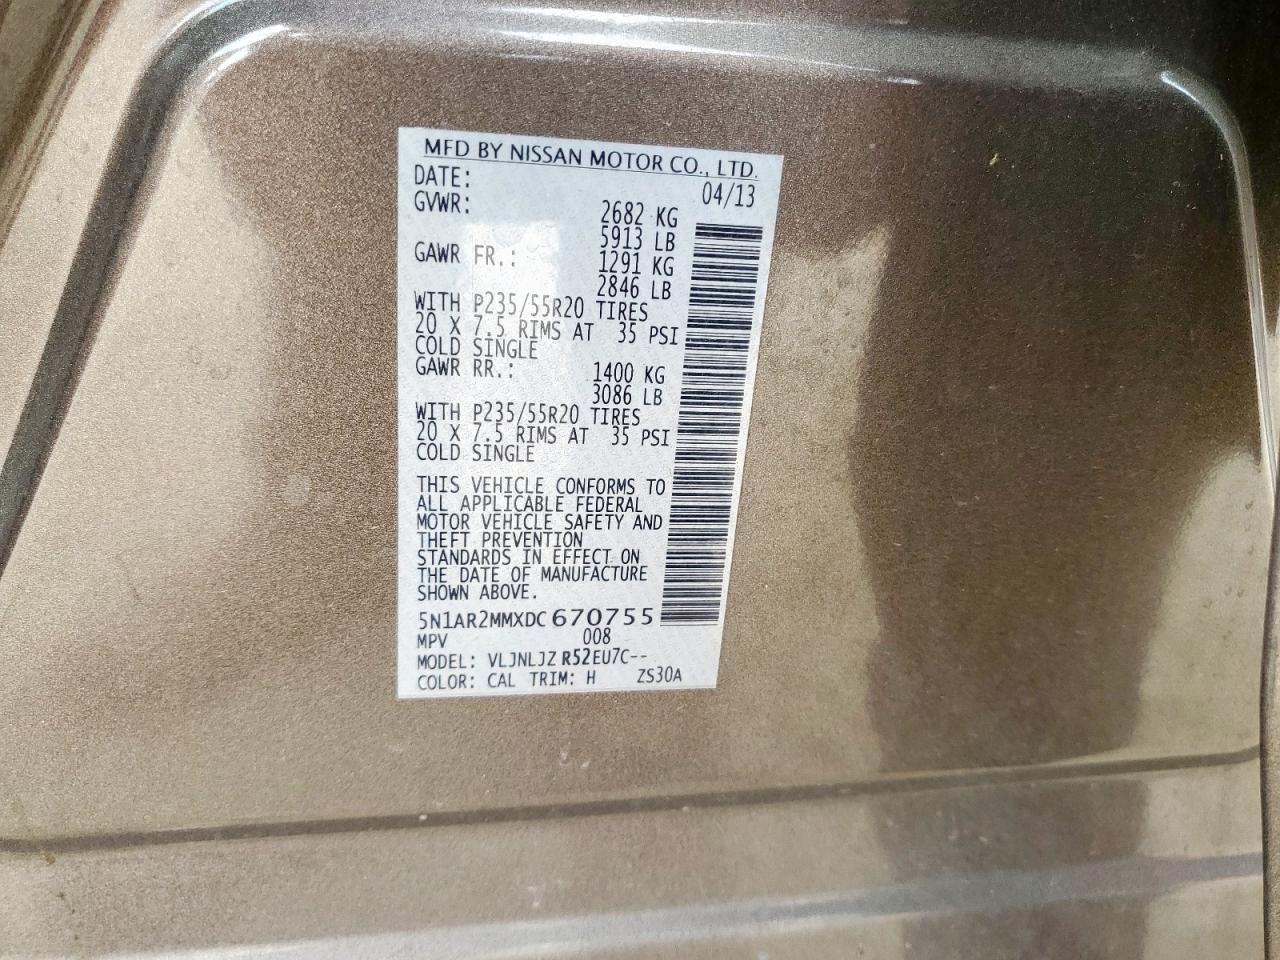 MFD BY NISSAN MOTOR CO., LTD.
DATE: 04/13
GVWR: 2682 KG
5913 LB
GAWR FR.: 1291 KG
2846 LB
WITH P235/55R20 TIRES
20 X 7.5 RIMS AT 35 PSI
COLD SINGLE
GAWR RR.: 1400 KG
3086 LB
WITH P235/55R20 TIRES
20 X 7.5 RIMS AT 35 PSI
COLD SINGLE
THIS VEHICLE CONFORMS TO
ALL APPLICABLE FEDERAL
MOTOR VEHICLE SAFETY AND
THEFT PREVENTION
STANDARDS IN EFFECT ON
THE DATE OF MANUFACTURE
SHOWN ABOVE.
5N1AR2MMXDC670755
MPV 008
MODEL: VLJNLJZR52EU7C--
COLOR: CAL TRIM: H ZS30A